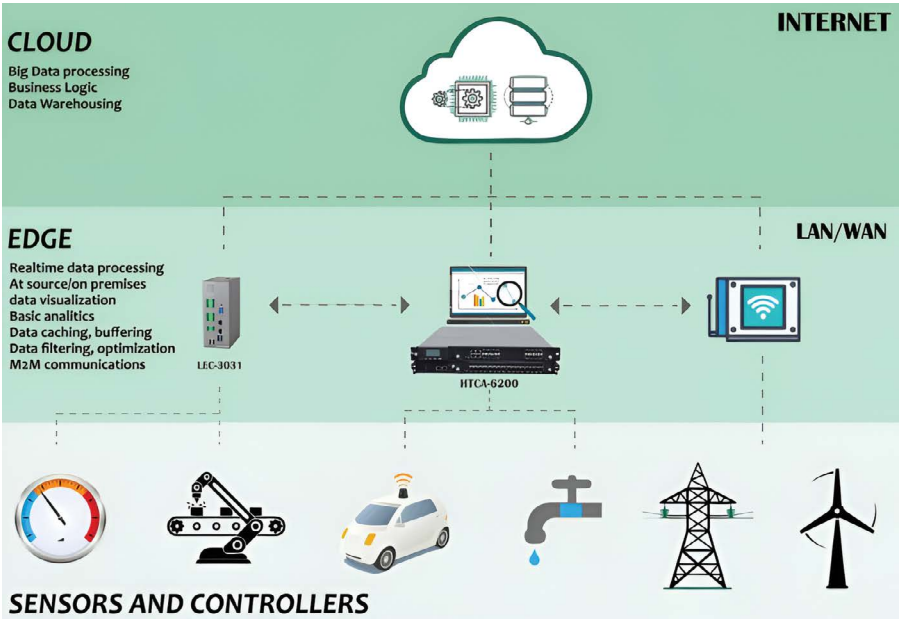 CLOUD
INTERNET
Big Data processing
Business Logic
Data Warehousing
EDGE
LAN/WAN
Realtime data processing
At source/on premises
data visualization
Basic analitics
Data caching, buffering
Data filtering, optimization
M2M communications
LEC-3031
HTCA-6200
SENSORS AND CONTROLLERS